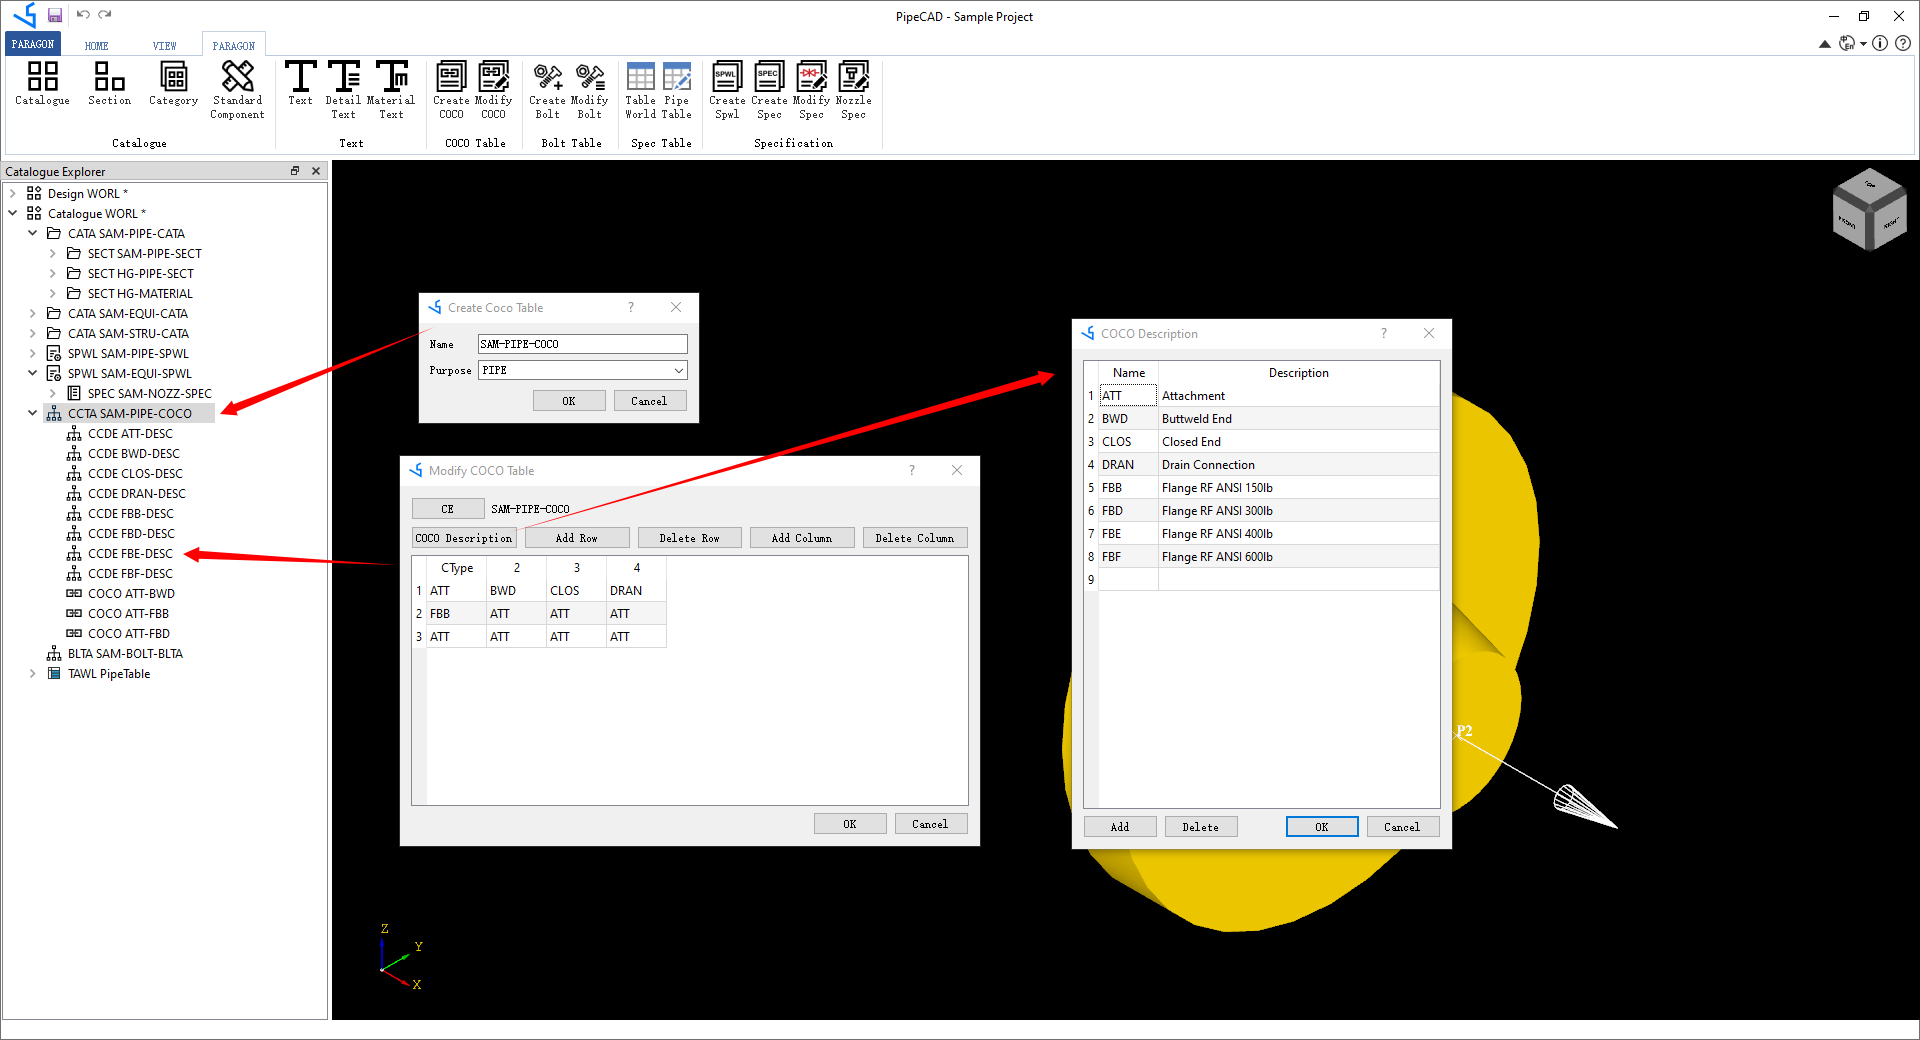 PipeCAD - Sample Project
PARAGON HOME VIEW PARAGON
Catalogue Section Category Standard Component
Catalogue
Text Detail Text Material Text
Text
Create COCO Modify COCO
COCO Table
Create Bolt Modify Bolt
Bolt Table
Table World Pipe Table
Spec Table
SPWL SPEC
Create Spwl Create Spec Modify Spec Nozzle Spec
Specification
Catalogue Explorer
Design WORL *
Catalogue WORL *
CATA SAM-PIPE-CATA
SECT SAM-PIPE-SECT
SECT HG-PIPE-SECT
SECT HG-MATERIAL
CATA SAM-EQUI-CATA
CATA SAM-STRU-CATA
SPWL SAM-PIPE-SPWL
SPWL SAM-EQUI-SPWL
SPEC SAM-NOZZ-SPEC
CCTA SAM-PIPE-COCO
CCDE ATT-DESC
CCDE BWD-DESC
CCDE CLOS-DESC
CCDE DRAN-DESC
CCDE FBB-DESC
CCDE FBD-DESC
CCDE FBE-DESC
CCDE FBF-DESC
COCO ATT-BWD
COCO ATT-FBB
COCO ATT-FBD
BLTA SAM-BOLT-BLTA
TAWL PipeTable
Create Coco Table ?
Name SAM-PIPE-COCO
Purpose PIPE
OK Cancel
Modify COCO Table ?
CE SAM-PIPE-COCO
COCO Description Add Row Delete Row Add Column Delete Column
CType 2 3 4
1 ATT BWD CLOS DRAN
2 FBB ATT ATT ATT
3 ATT ATT ATT ATT
OK Cancel
COCO Description ?
Name Description
1 ATT Attachment
2 BWD Buttweld End
3 CLOS Closed End
4 DRAN Drain Connection
5 FBB Flange RF ANSI 150lb
6 FBD Flange RF ANSI 300lb
7 FBE Flange RF ANSI 400lb
8 FBF Flange RF ANSI 600lb
9
Add Delete OK Cancel
TOP
FRONT RIGHT
P2
Z
Y
X